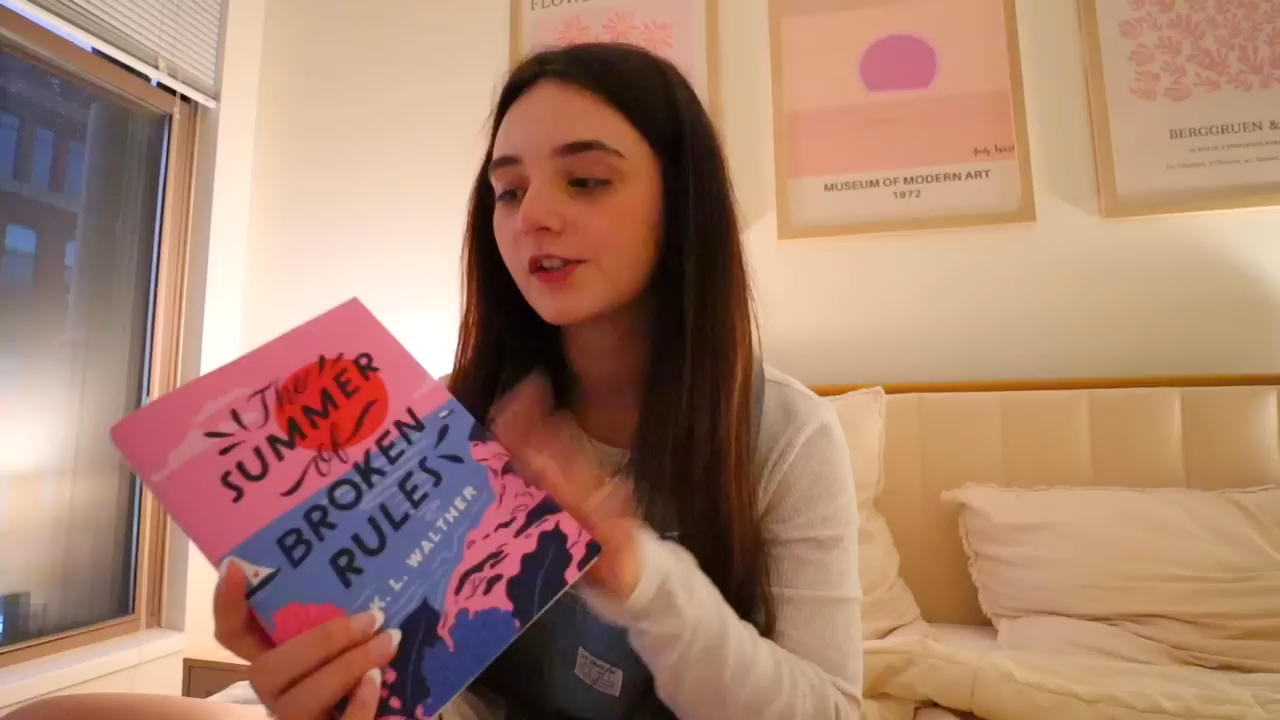 MUSEUM OF MODERN ART
1972
BERGGRUEN &
The
SUMMER
of
BROKEN
RULES
K. L. WALTHER